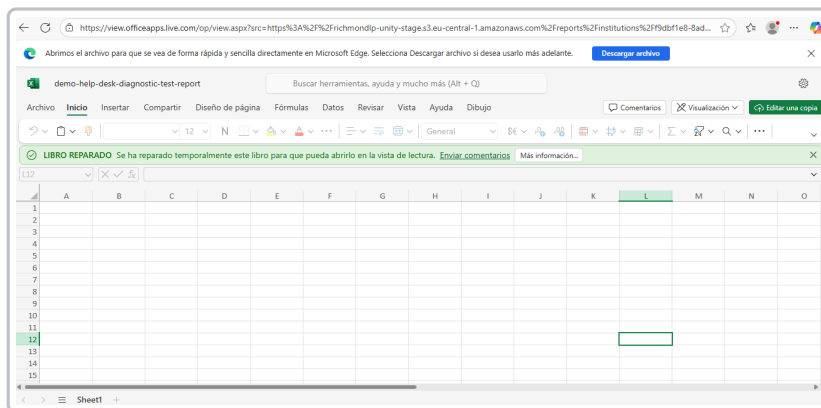 https://view.officeapps.live.com/op/view.aspx?src=https%3A%2F%2Frichmondlp-unity-stage.s3.eu-central-1.amazonaws.com%2Freports%2Finstitutions%2Ff9dbf1e8-8ad...
Abrimos el archivo para que se vea de forma rápida y sencilla directamente en Microsoft Edge. Selecciona Descargar archivo si desea usarlo más adelante. Descargar archivo
demo-help-desk-diagnostic-test-report Buscar herramientas, ayuda y mucho más (Alt + Q)
Archivo Inicio Insertar Compartir Diseño de página Fórmulas Datos Revisar Vista Ayuda Dibujo Comentarios Visualización Editar una copia
12 N General
LIBRO REPARADO Se ha reparado temporalmente este libro para que pueda abrirlo en la vista de lectura. Enviar comentarios Más información...
L12 fx
A B C D E F G H I J K L M N O
1
2
3
4
5
6
7
8
9
10
11
12
13
14
15
Sheet1